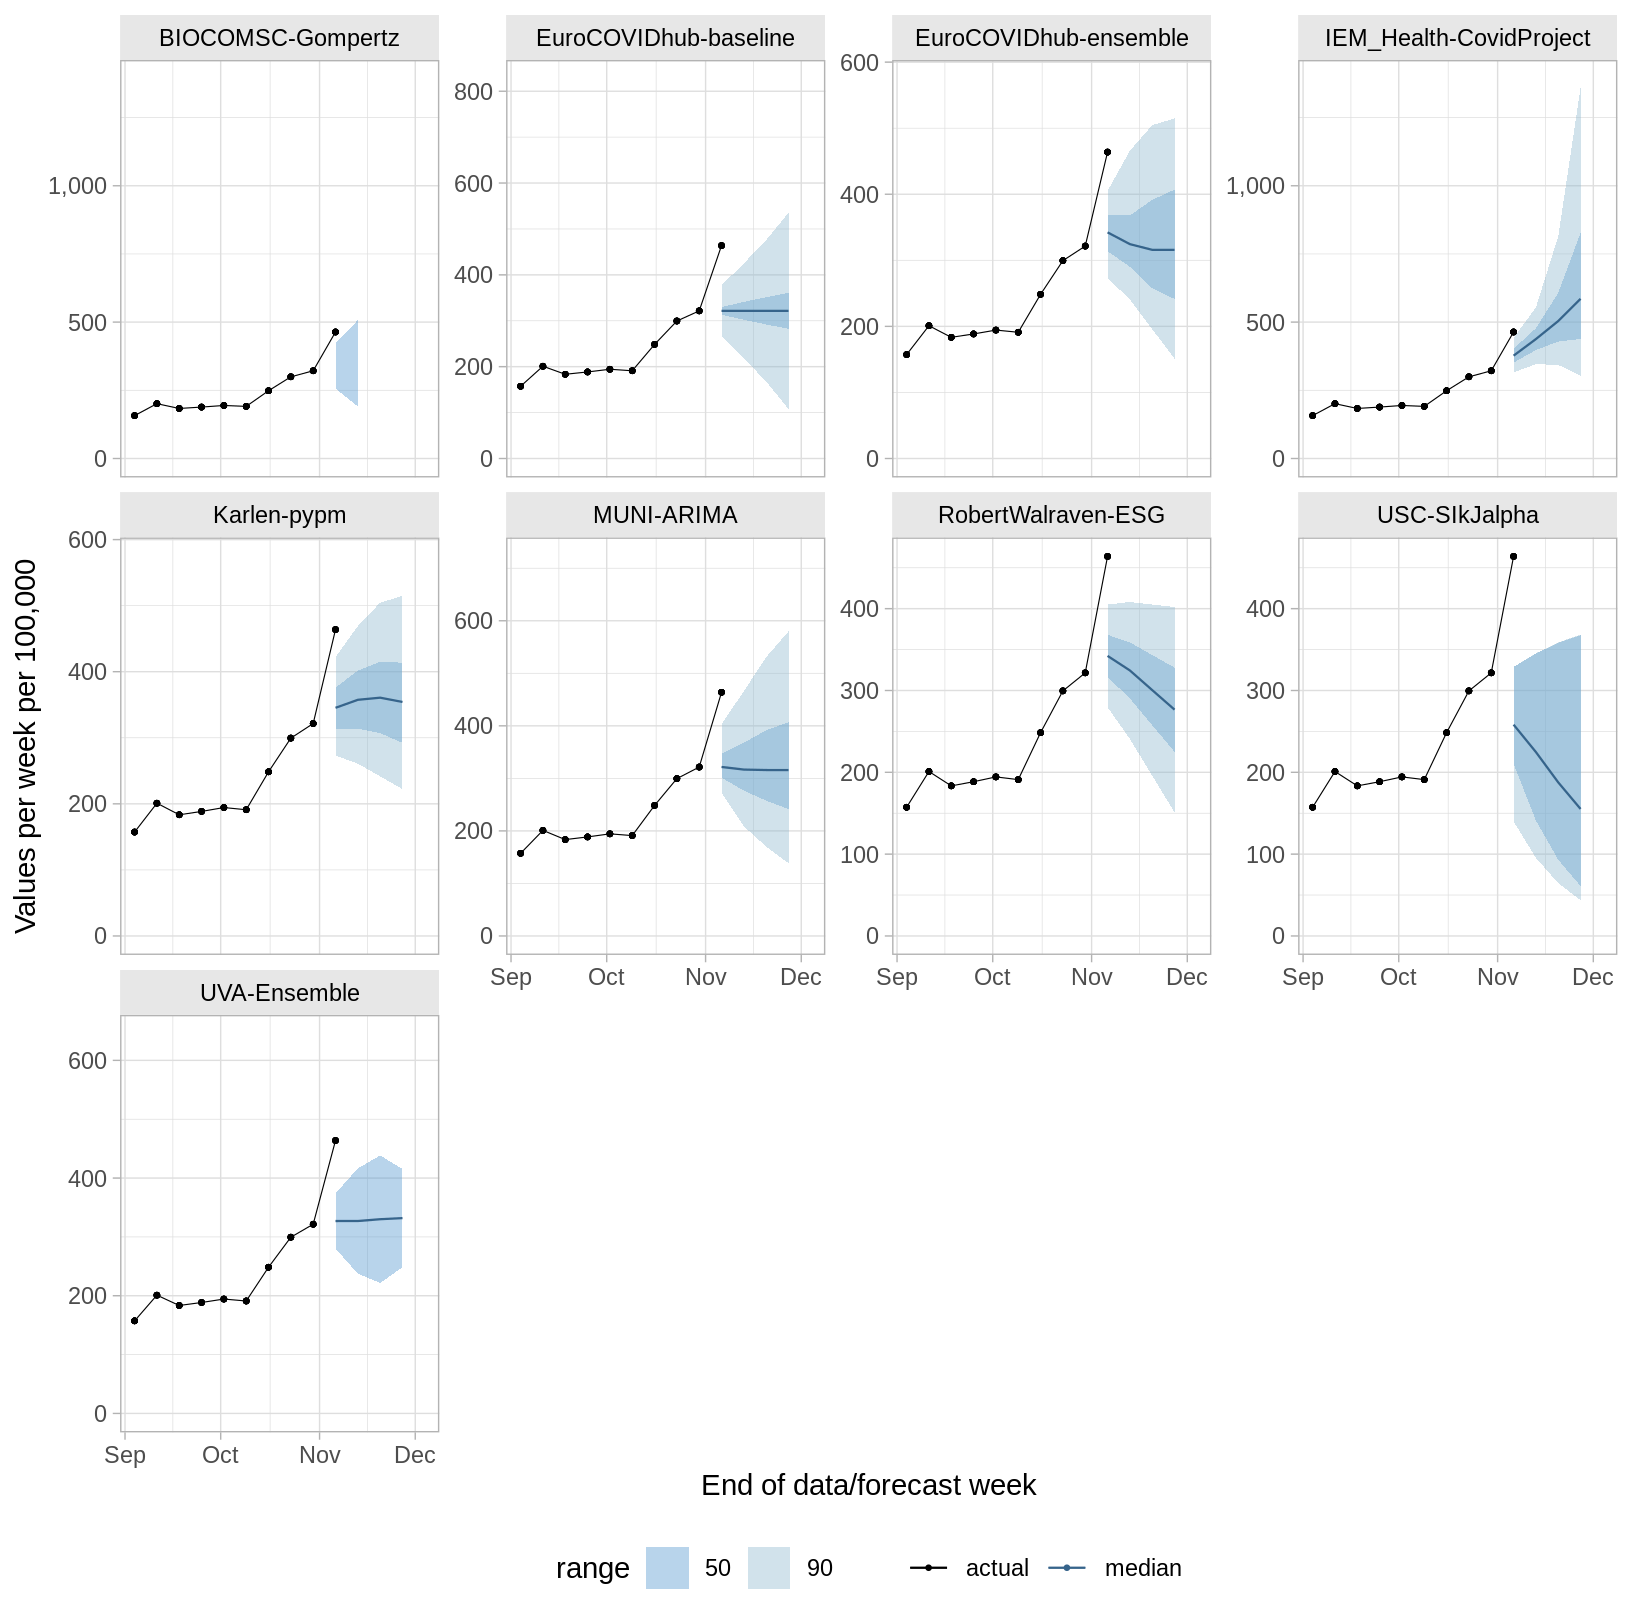 BIOCOMSC-Gompertz
EuroCOVIDhub-baseline
EuroCOVIDhub-ensemble
IEM_Health-CovidProject
1,000
500
0
800
600
400
200
0
600
400
200
0
1,000
500
0
Karlen-pypm
MUNI-ARIMA
RobertWalraven-ESG
USC-SIkJalpha
600
400
200
0
600
400
200
0
400
300
200
100
0
400
300
200
100
0
Sep Oct Nov Dec
Sep Oct Nov Dec
Sep Oct Nov Dec
UVA-Ensemble
600
400
200
0
Sep Oct Nov Dec
Values per week per 100,000
End of data/forecast week
range 50 90 actual median